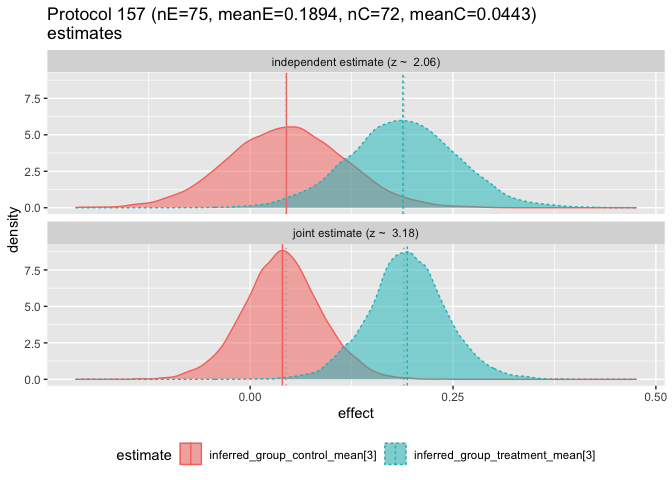 Protocol 157 (nE=75, meanE=0.1894, nC=72, meanC=0.0443)
estimates
independent estimate (z ~ 2.06)
7.5
5.0
2.5
0.0
joint estimate (z ~ 3.18)
7.5
5.0
2.5
0.0
density
0.00 0.25 0.50
effect
estimate inferred_group_control_mean[3] inferred_group_treatment_mean[3]